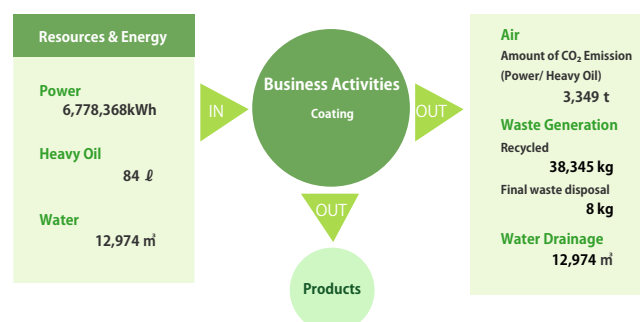 Resources & Energy
Power
6,778,368kWh
Heavy Oil
84 ℓ
Water
12,974 ㎥
IN
Business Activities
Coating
OUT
OUT
Products
Air
Amount of CO₂ Emission
(Power/ Heavy Oil)
3,349 t
Waste Generation
Recycled
38,345 kg
Final waste disposal
8 kg
Water Drainage
12,974 ㎥